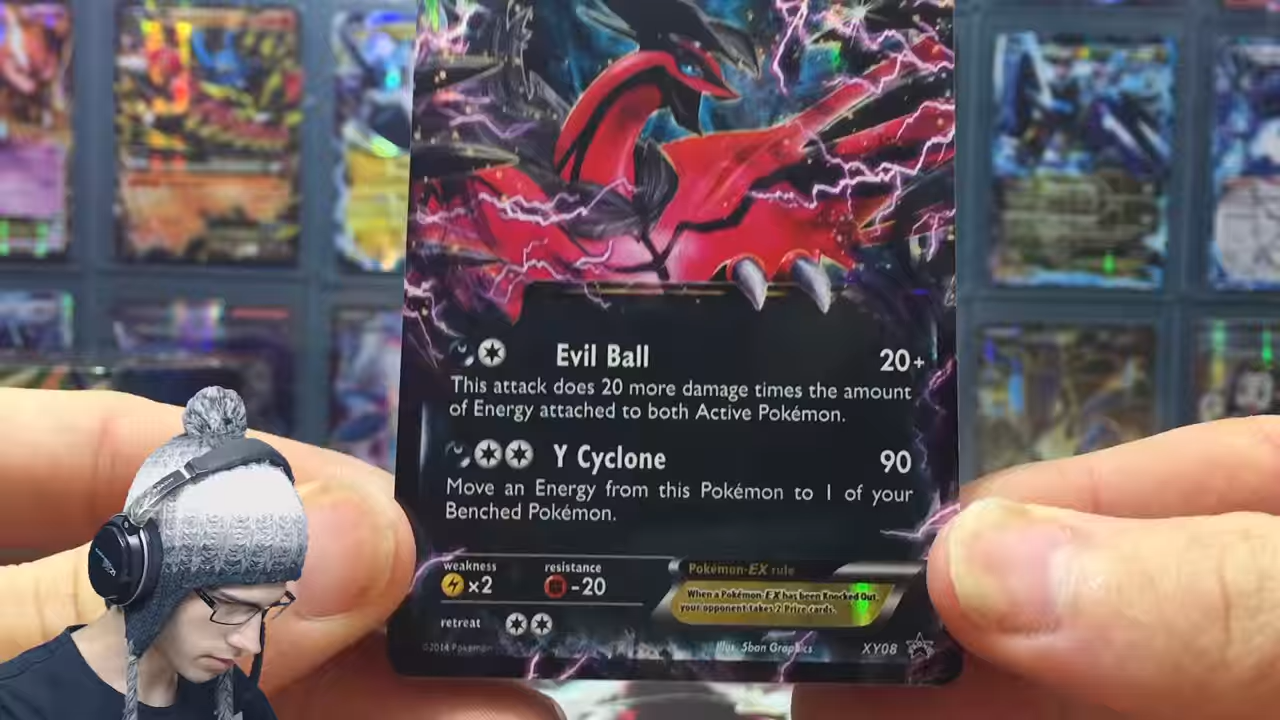 Evil Ball 20+
This attack does 20 more damage times the amount
of Energy attached to both Active Pokémon.
Y Cyclone 90
Move an Energy from this Pokémon to 1 of your
Benched Pokémon.
weakness resistance
×2 -20
retreat
Pokémon-EX rule
When a Pokémon-EX has been Knocked Out,
your opponent takes 2 Prize cards.
©2014 Pokémon
Illus. 5ban Graphics
XY08